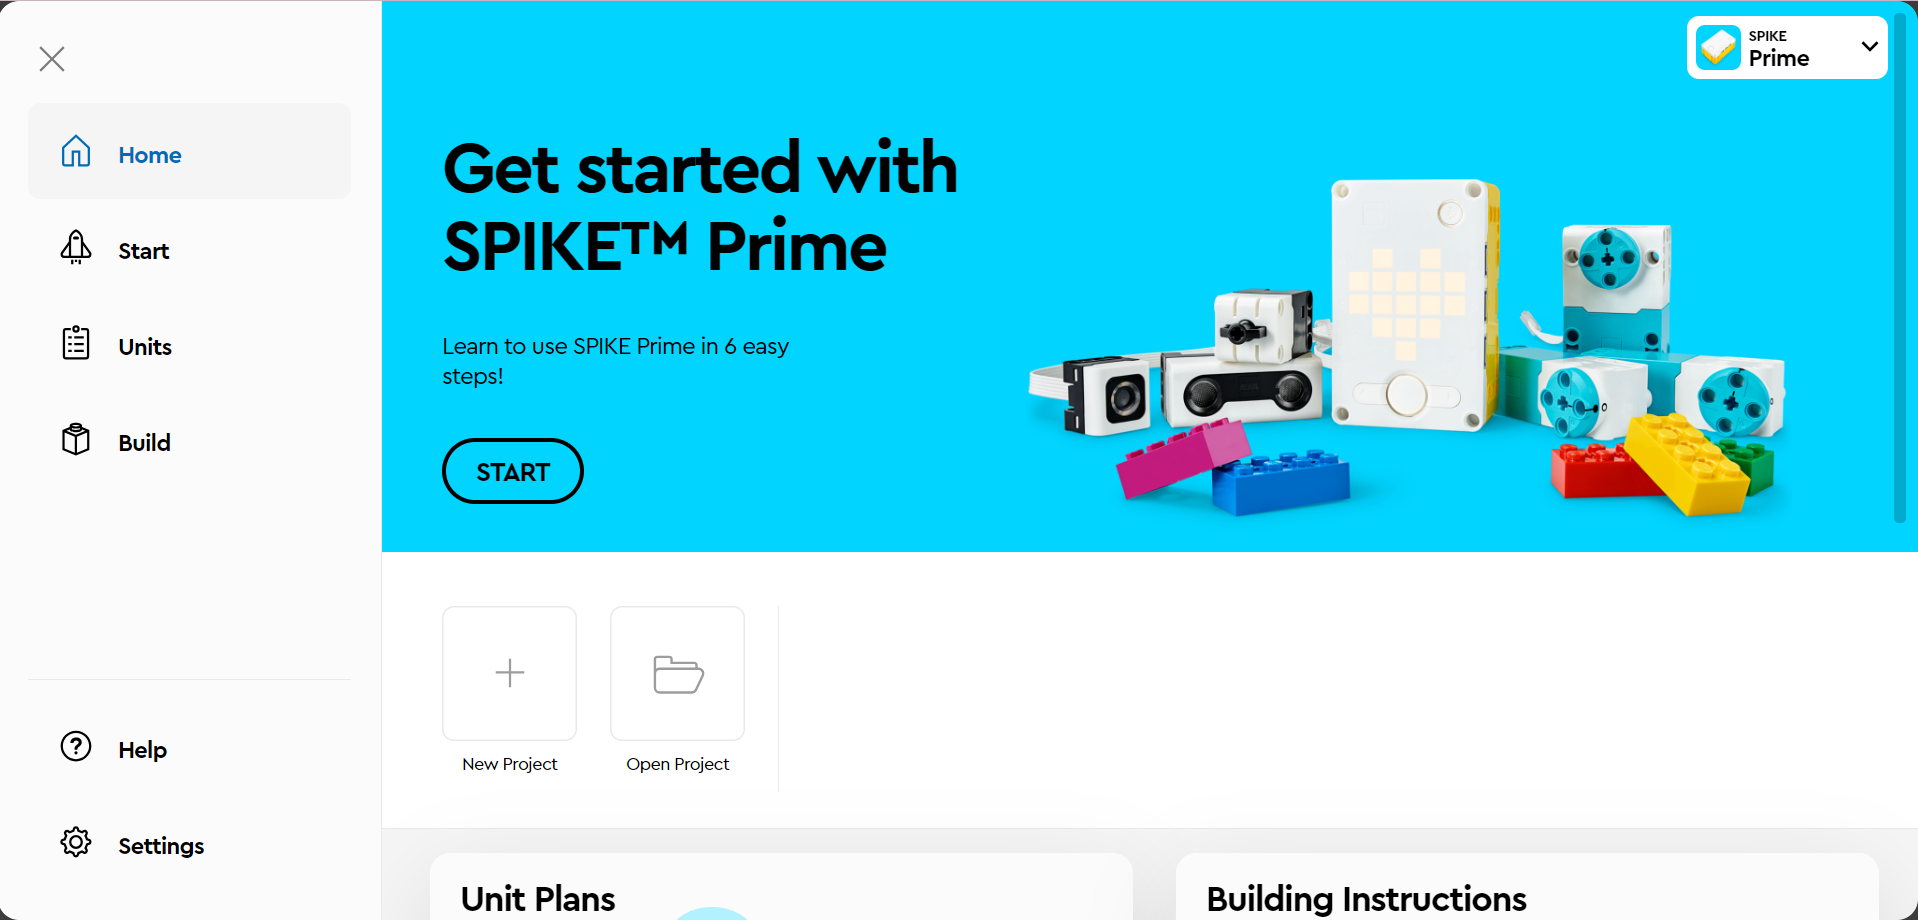 Home
Start
Units
Build
Help
Settings
SPIKE
Prime
Get started with
SPIKE™ Prime
Learn to use SPIKE Prime in 6 easy
steps!
START
New Project
Open Project
Unit Plans
Building Instructions